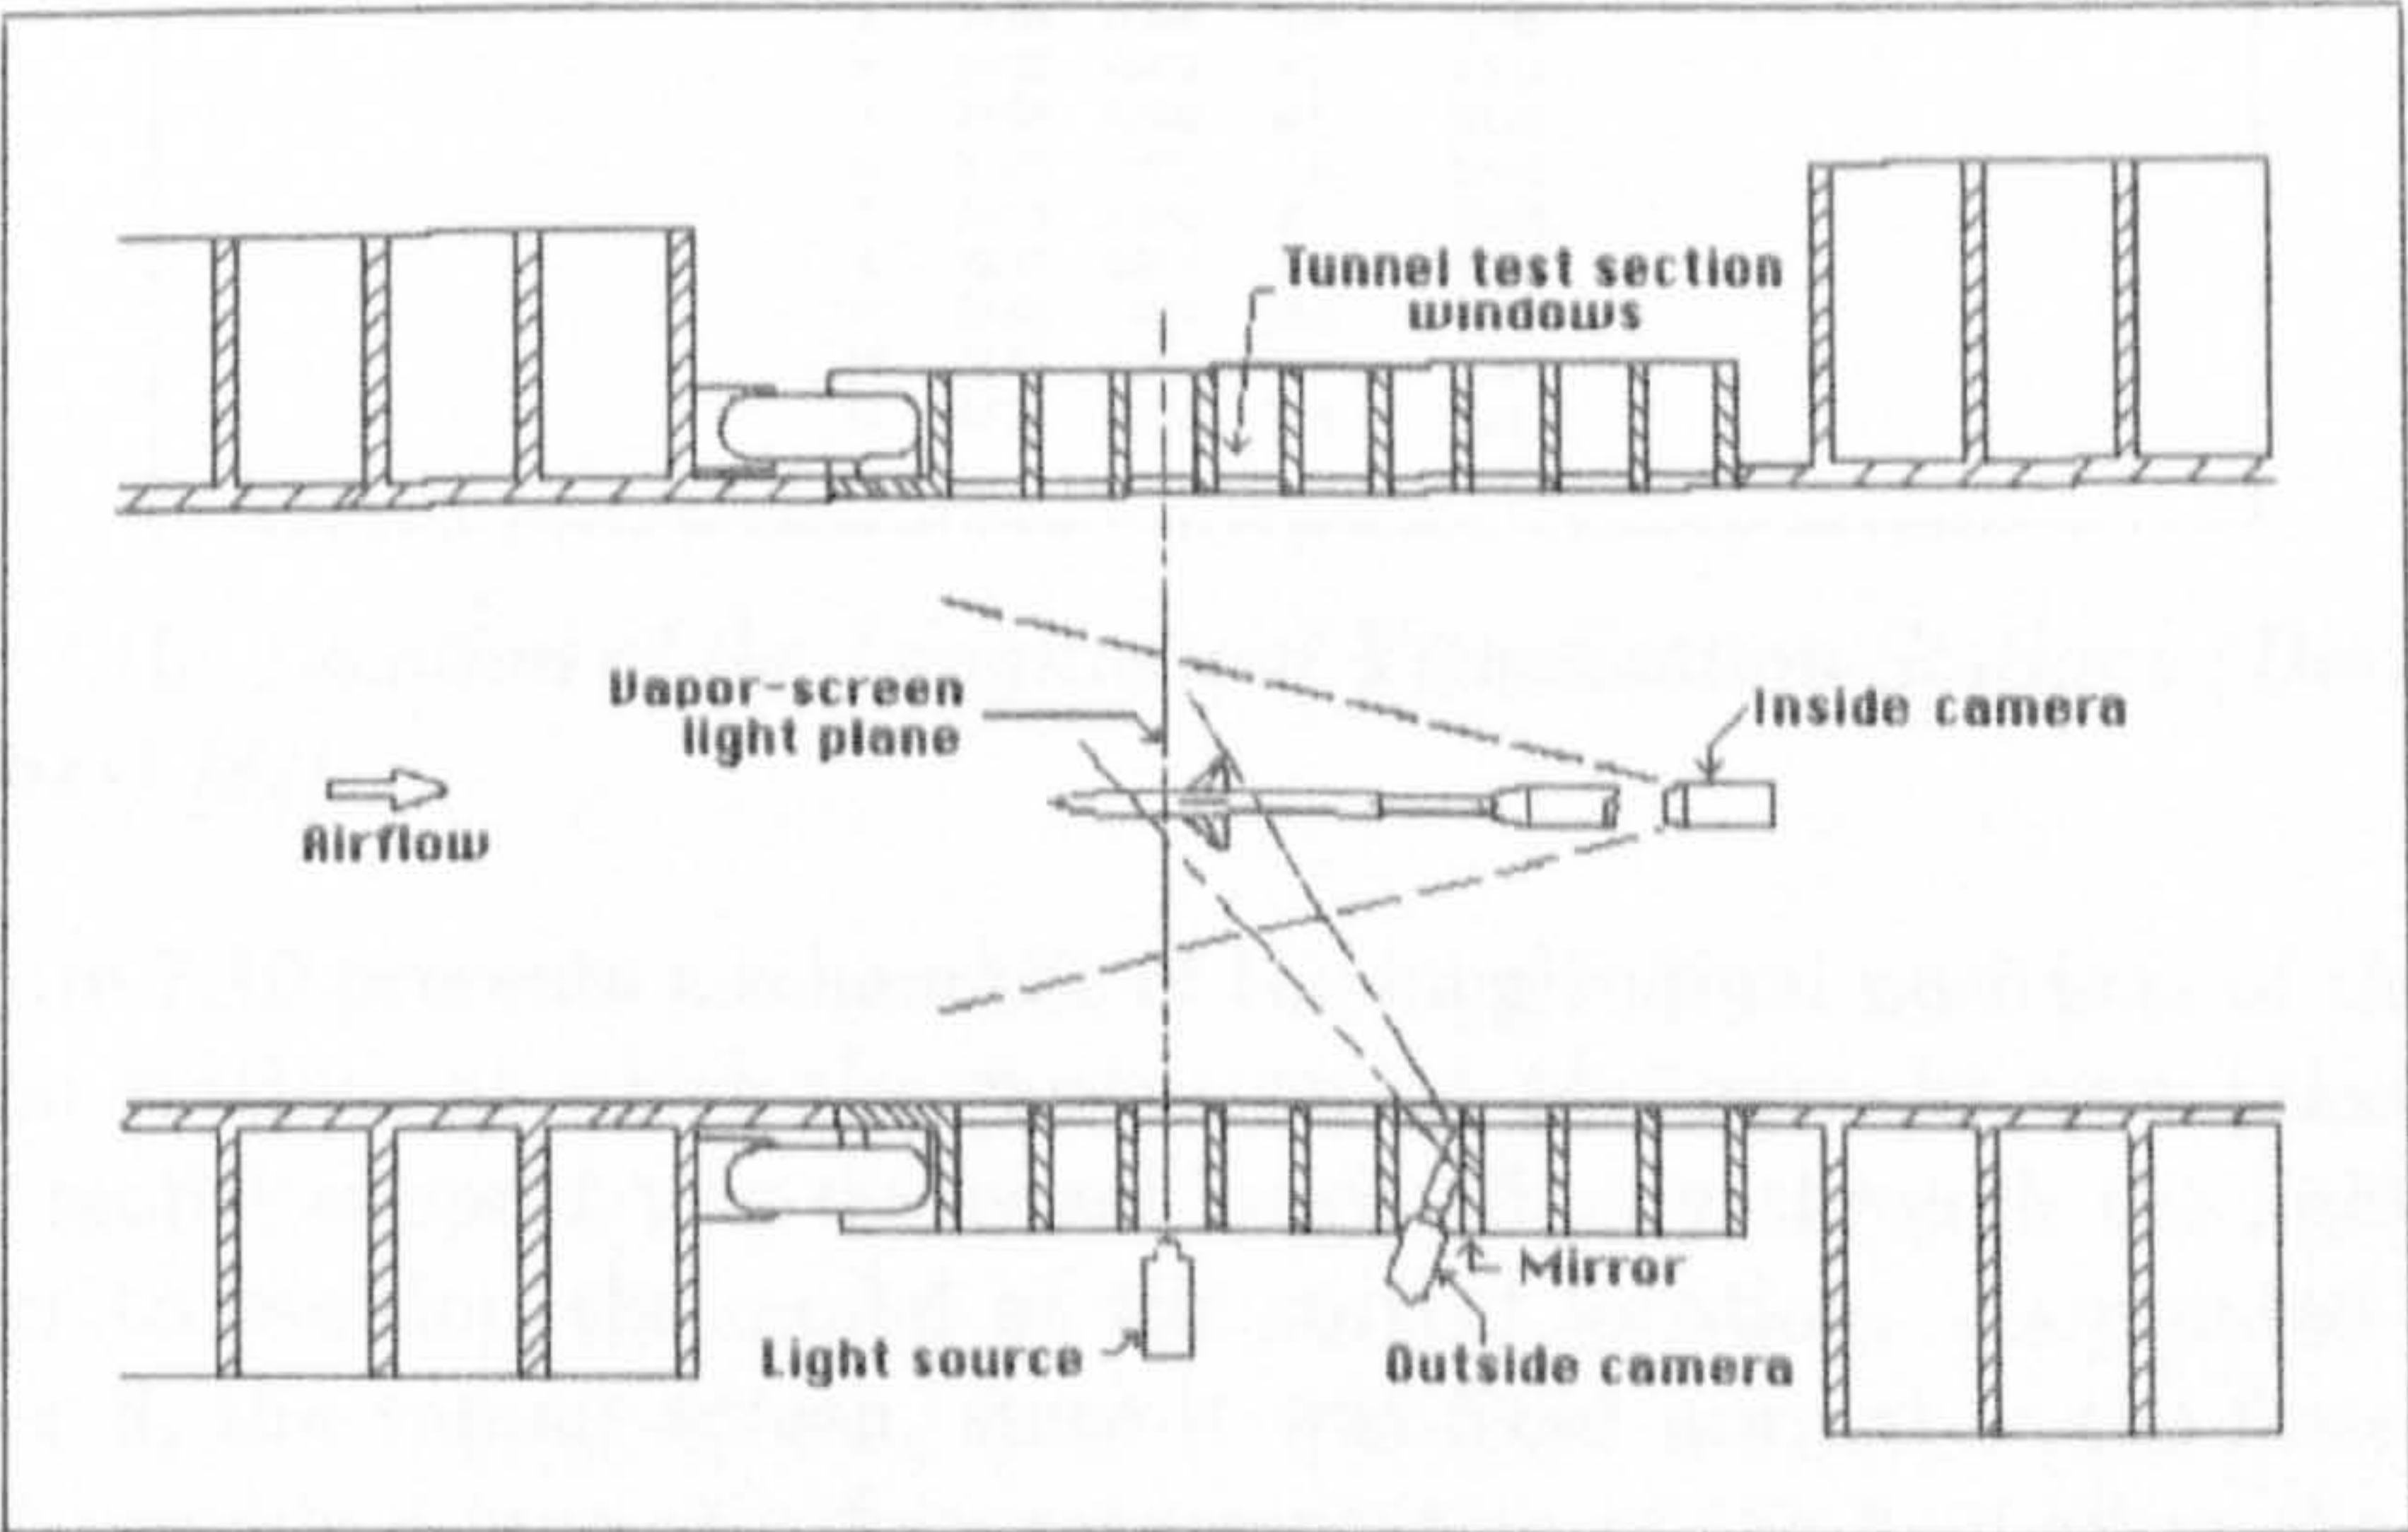 Tunnel test section
windows
Vapor-screen
light plane
Inside camera
Airflow
Mirror
Light source
Outside camera